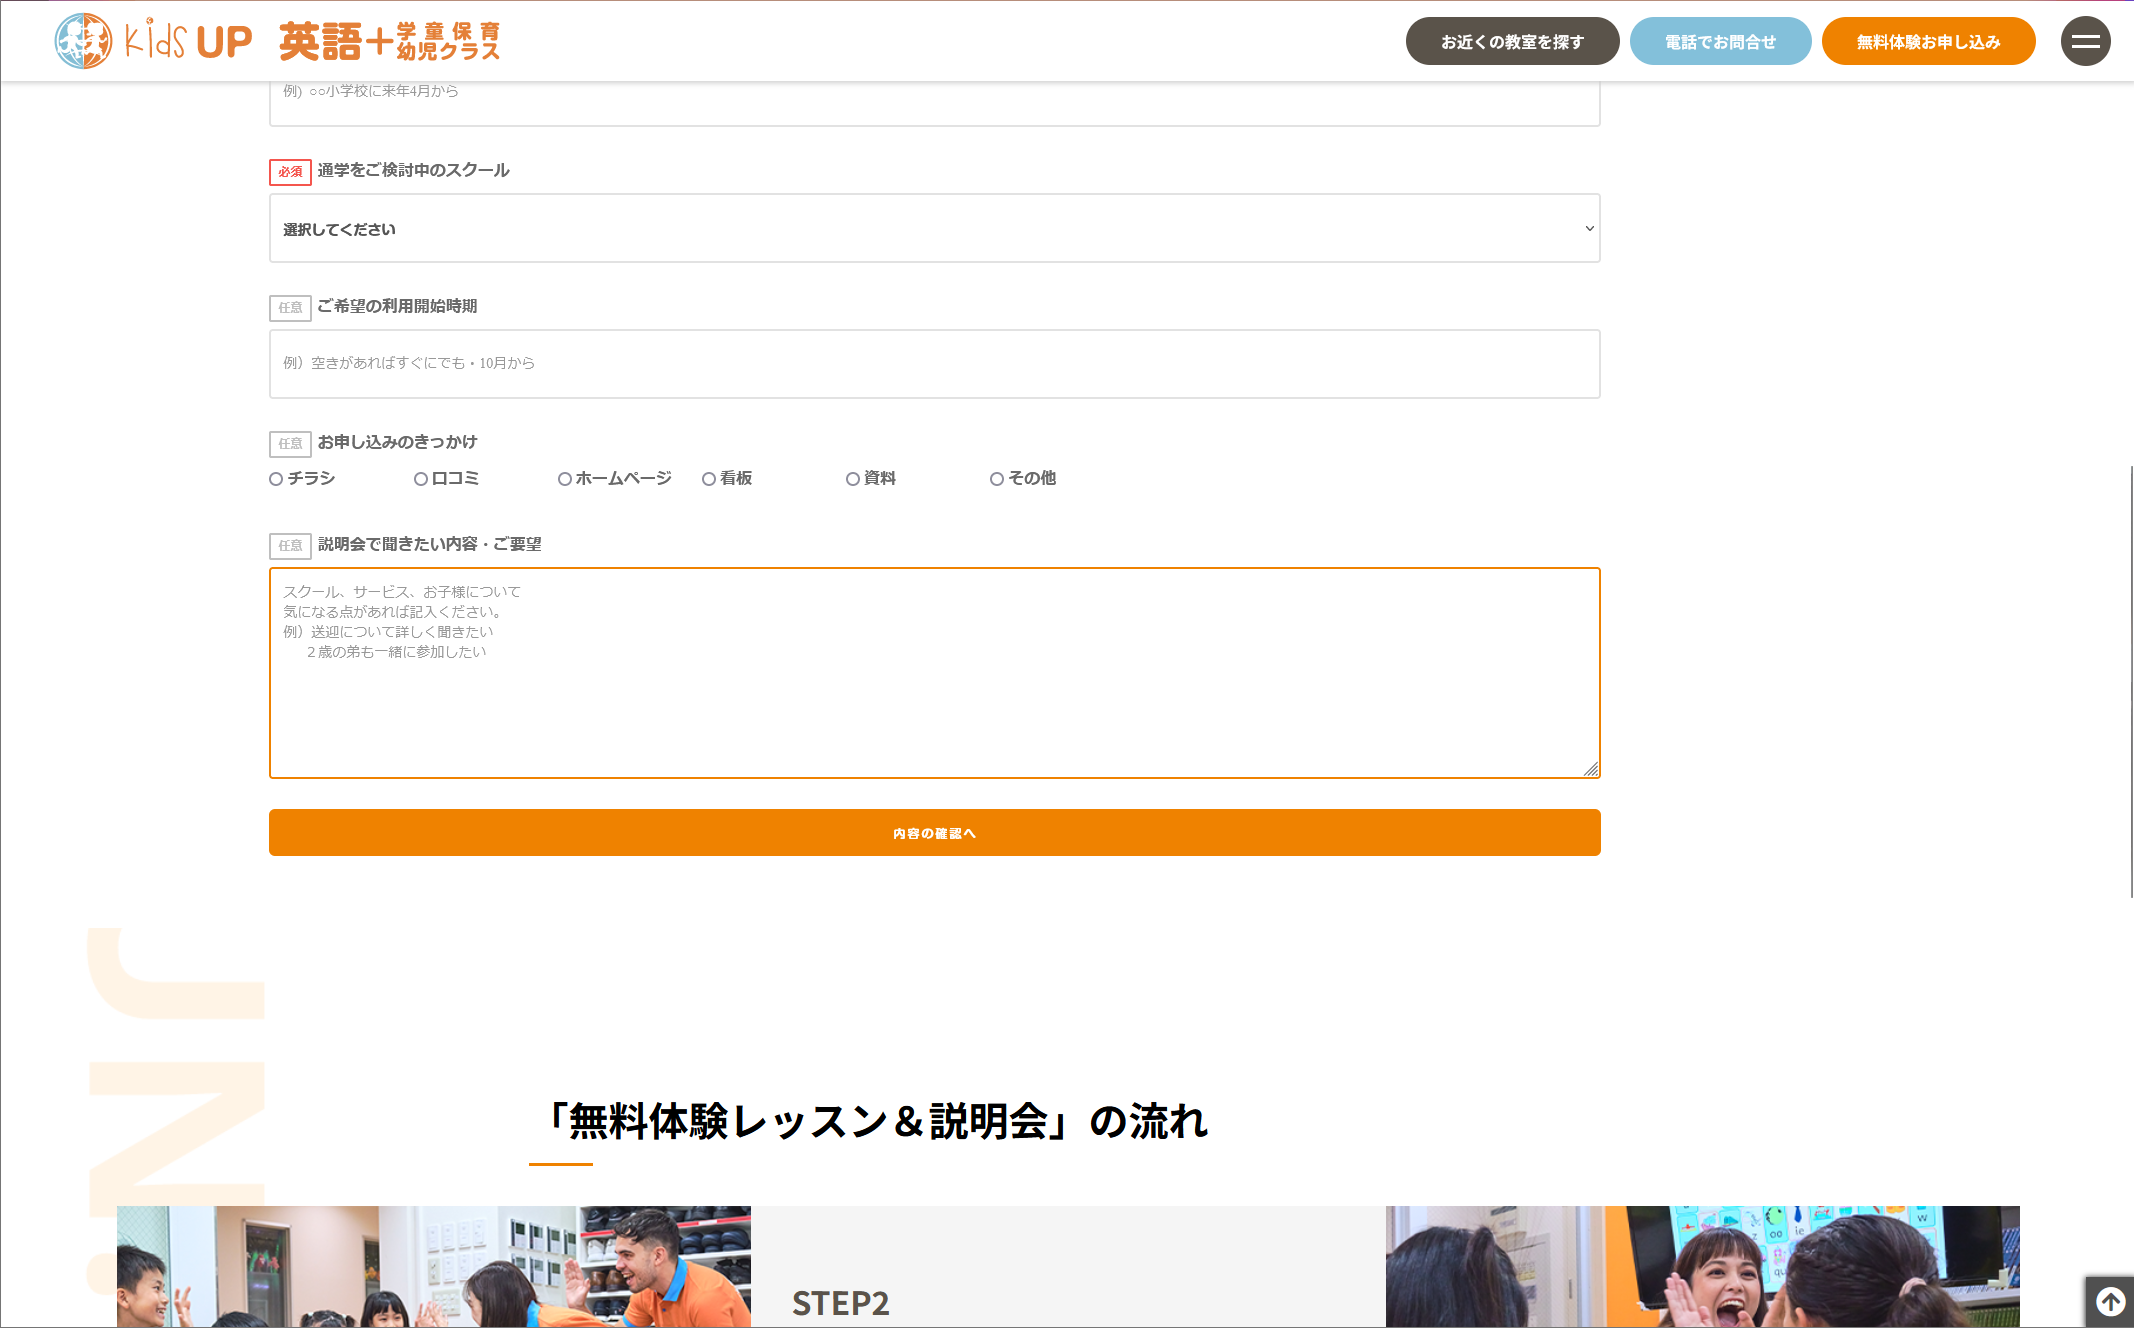 kids UP 英語+学童保育 幼児クラス
お近くの教室を探す
電話でお問合せ
無料体験お申し込み
例）○○小学校に来年4月から
必須 通学をご検討中のスクール
選択してください
任意 ご希望の利用開始時期
例）空きがあればすぐにでも・10月から
任意 お申し込みのきっかけ
チラシ 口コミ ホームページ 看板 資料 その他
任意 説明会で聞きたい内容・ご要望
スクール、サービス、お子様について
気になる点があれば記入ください。
例）送迎について詳しく聞きたい
２歳の弟も一緒に参加したい
内容の確認へ
JN
「無料体験レッスン＆説明会」の流れ
STEP2